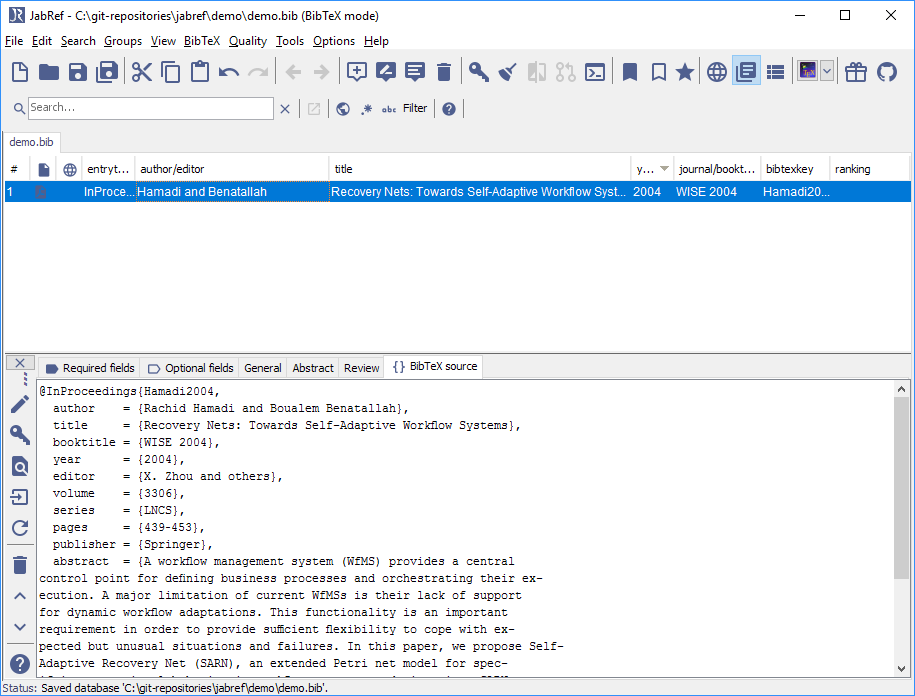 JabRef - C:\git-repositories\jabref\demo\demo.bib (BibTeX mode)
File Edit Search Groups View BibTeX Quality Tools Options Help
Search...
.* abc Filter
demo.bib
# entryt... author/editor title y... journal/bookt... bibtexkey ranking
1 InProce... Hamadi and Benatallah Recovery Nets: Towards Self-Adaptive Workflow Syst... 2004 WISE 2004 Hamadi20...
Required fields Optional fields General Abstract Review {} BibTeX source
@InProceedings{Hamadi2004,
author = {Rachid Hamadi and Boualem Benatallah},
title = {Recovery Nets: Towards Self-Adaptive Workflow Systems},
booktitle = {WISE 2004},
year = {2004},
editor = {X. Zhou and others},
volume = {3306},
series = {LNCS},
pages = {439-453},
publisher = {Springer},
abstract = {A workflow management system (WfMS) provides a central
control point for defining business processes and orchestrating their ex-
ecution. A major limitation of current WfMSs is their lack of support
for dynamic workflow adaptations. This functionality is an important
requirement in order to provide sufficient flexibility to cope with ex-
pected but unusual situations and failures. In this paper, we propose Self-
Adaptive Recovery Net (SARN), an extended Petri net model for spec-
Status: Saved database 'C:\git-repositories\jabref\demo\demo.bib'.